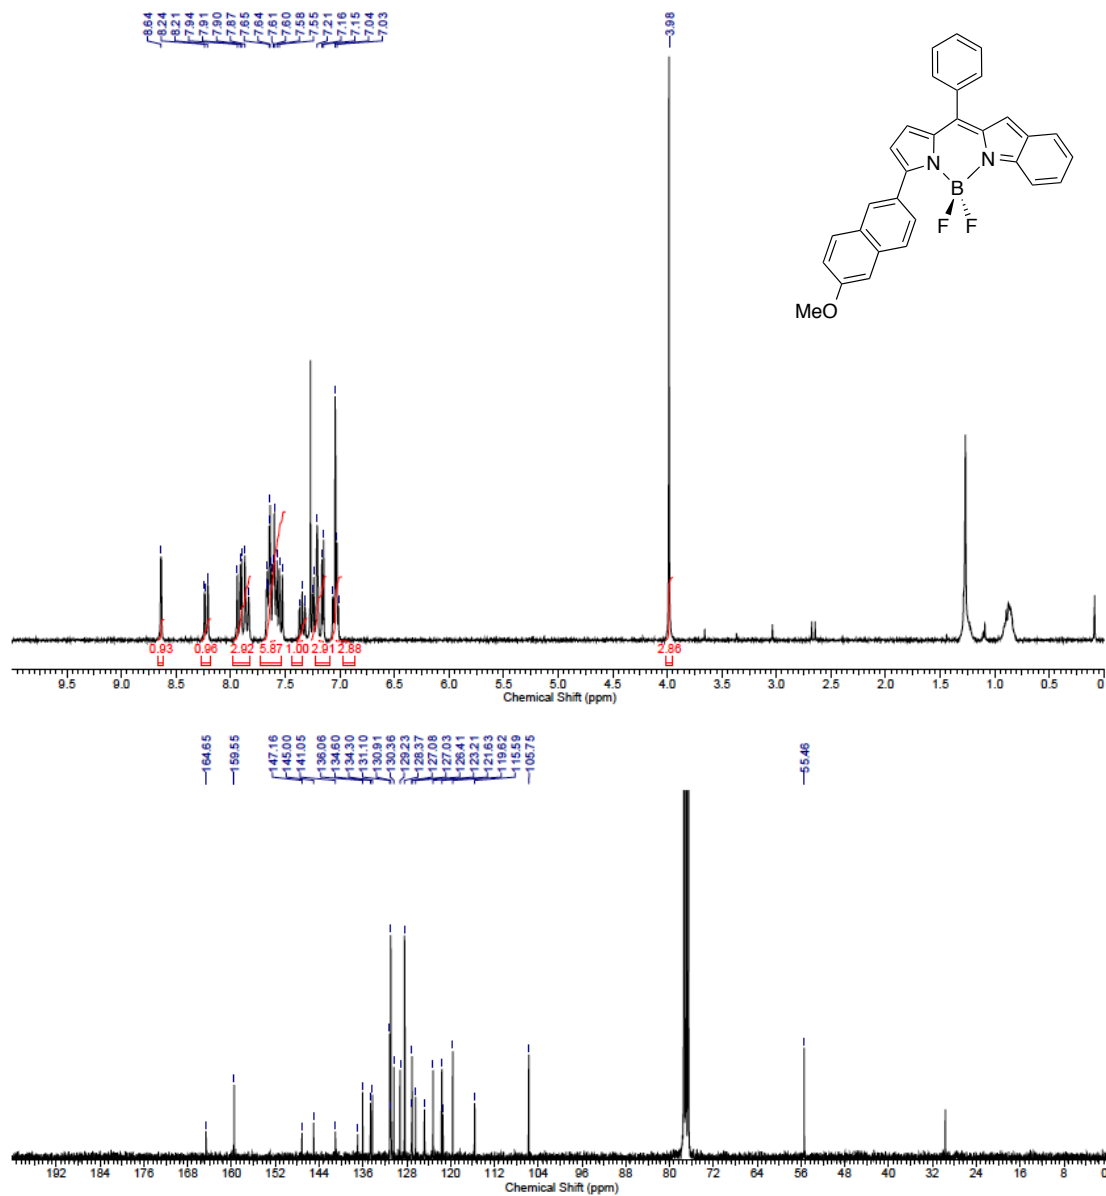 8.64 8.24 8.21 7.94 7.91 7.90 7.87 7.65 7.64 7.61 7.60 7.58 7.55 7.21 7.16 7.15 7.04 7.03 3.98
N N
B
F F
MeO
0.93 0.96 2.92 5.87 1.00 2.91 2.88 2.86
9.5 9.0 8.5 8.0 7.5 7.0 6.5 6.0 5.5 5.0 4.5 4.0 3.5 3.0 2.5 2.0 1.5 1.0 0.5 0
Chemical Shift (ppm)
164.65 159.55 147.16 145.00 141.05 136.06 134.60 134.30 131.10 130.91 130.36 129.23 128.37 127.08 127.03 126.41 123.21 121.63 119.62 115.59 105.75 55.46
192 184 176 168 160 152 144 136 128 120 112 104 96 88 80 72 64 56 48 40 32 24 16 8 0
Chemical Shift (ppm)